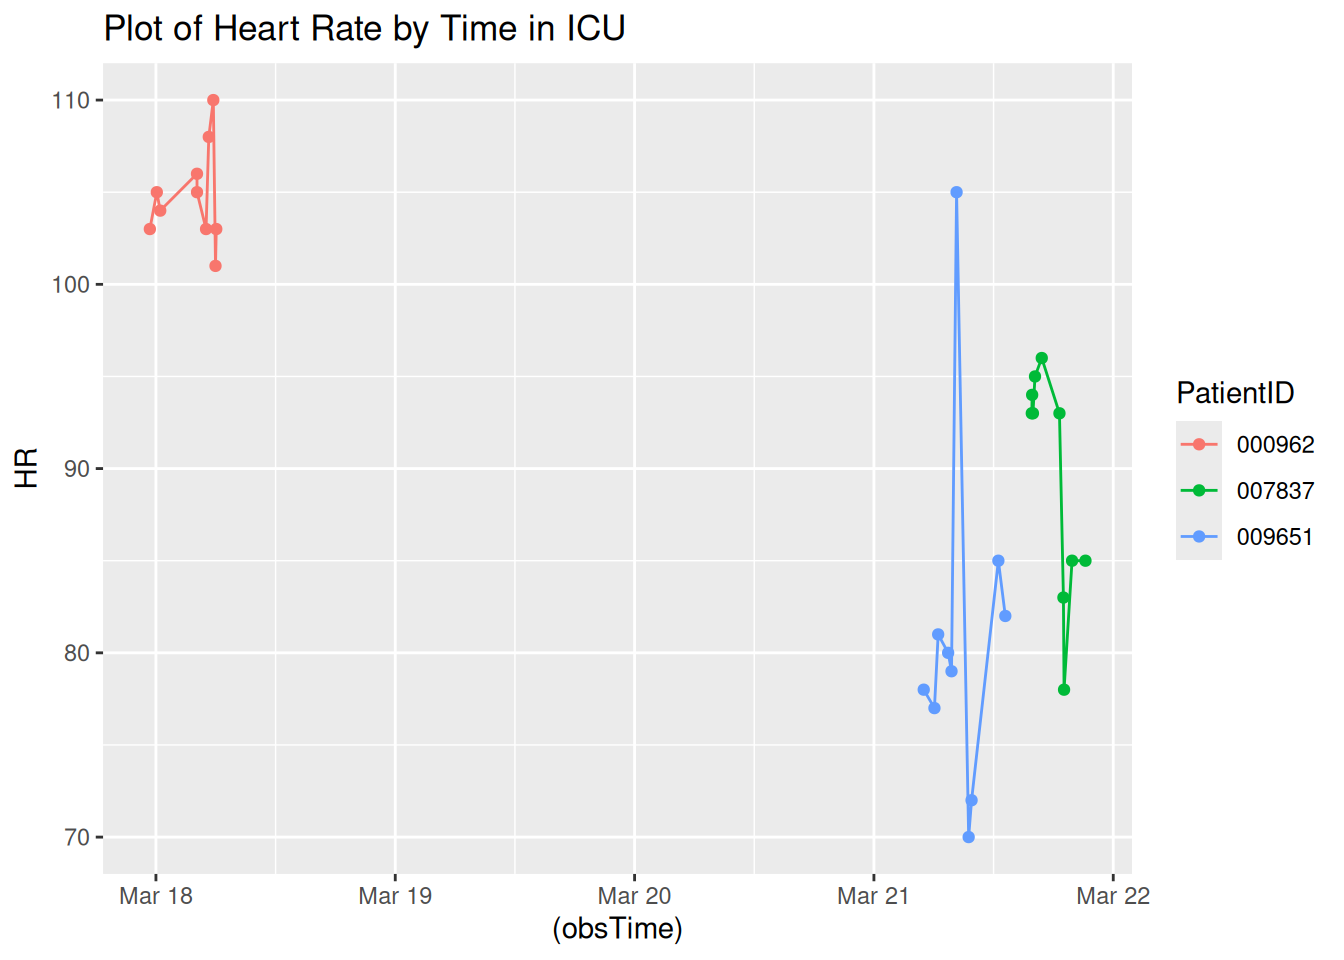 Plot of Heart Rate by Time in ICU
110
100
90
80
70
HR
Mar 18
Mar 19
Mar 20
Mar 21
Mar 22
(obsTime)
PatientID
000962
007837
009651